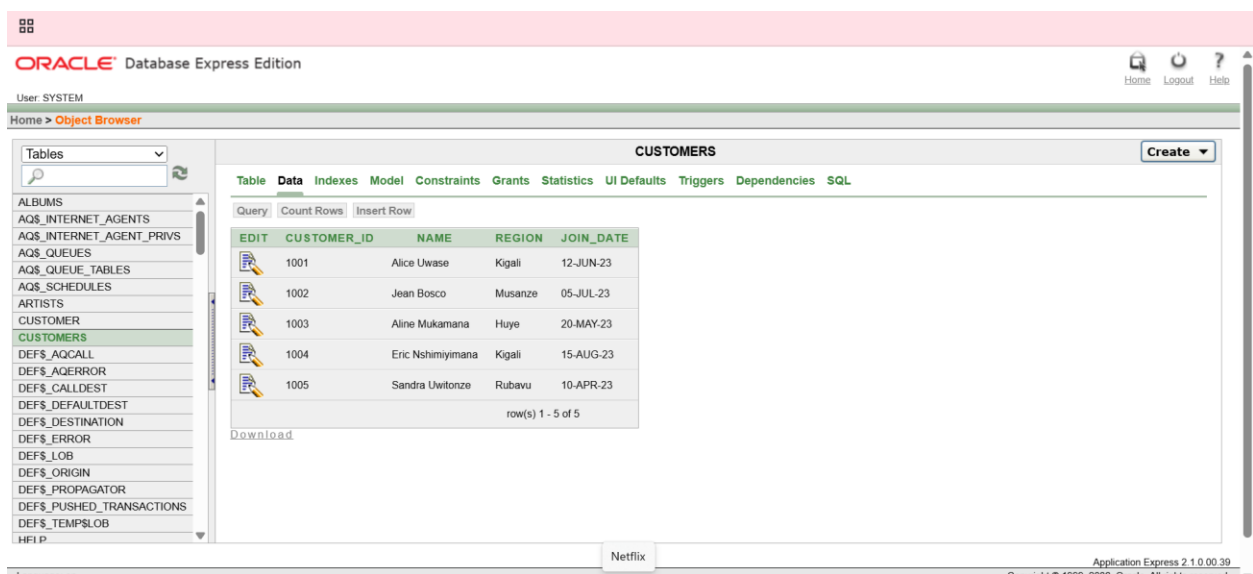 ORACLE Database Express Edition
Home Logout Help
User: SYSTEM
Home > Object Browser
Tables
CUSTOMERS
Create
Table Data Indexes Model Constraints Grants Statistics UI Defaults Triggers Dependencies SQL
Query Count Rows Insert Row
ALBUMS
AQ$_INTERNET_AGENTS
AQ$_INTERNET_AGENT_PRIVS
AQ$_QUEUES
AQ$_QUEUE_TABLES
AQ$_SCHEDULES
ARTISTS
CUSTOMER
CUSTOMERS
DEF$_AQCALL
DEF$_AQERROR
DEF$_CALLDEST
DEF$_DEFAULTDEST
DEF$_DESTINATION
DEF$_ERROR
DEF$_LOB
DEF$_ORIGIN
DEF$_PROPAGATOR
DEF$_PUSHED_TRANSACTIONS
DEF$_TEMP$LOB
HELP
EDIT CUSTOMER_ID NAME REGION JOIN_DATE
1001 Alice Uwase Kigali 12-JUN-23
1002 Jean Bosco Musanze 05-JUL-23
1003 Aline Mukamana Huye 20-MAY-23
1004 Eric Nshimiyimana Kigali 15-AUG-23
1005 Sandra Uwitonze Rubavu 10-APR-23
row(s) 1 - 5 of 5
Download
Netflix
Application Express 2.1.0.00.39